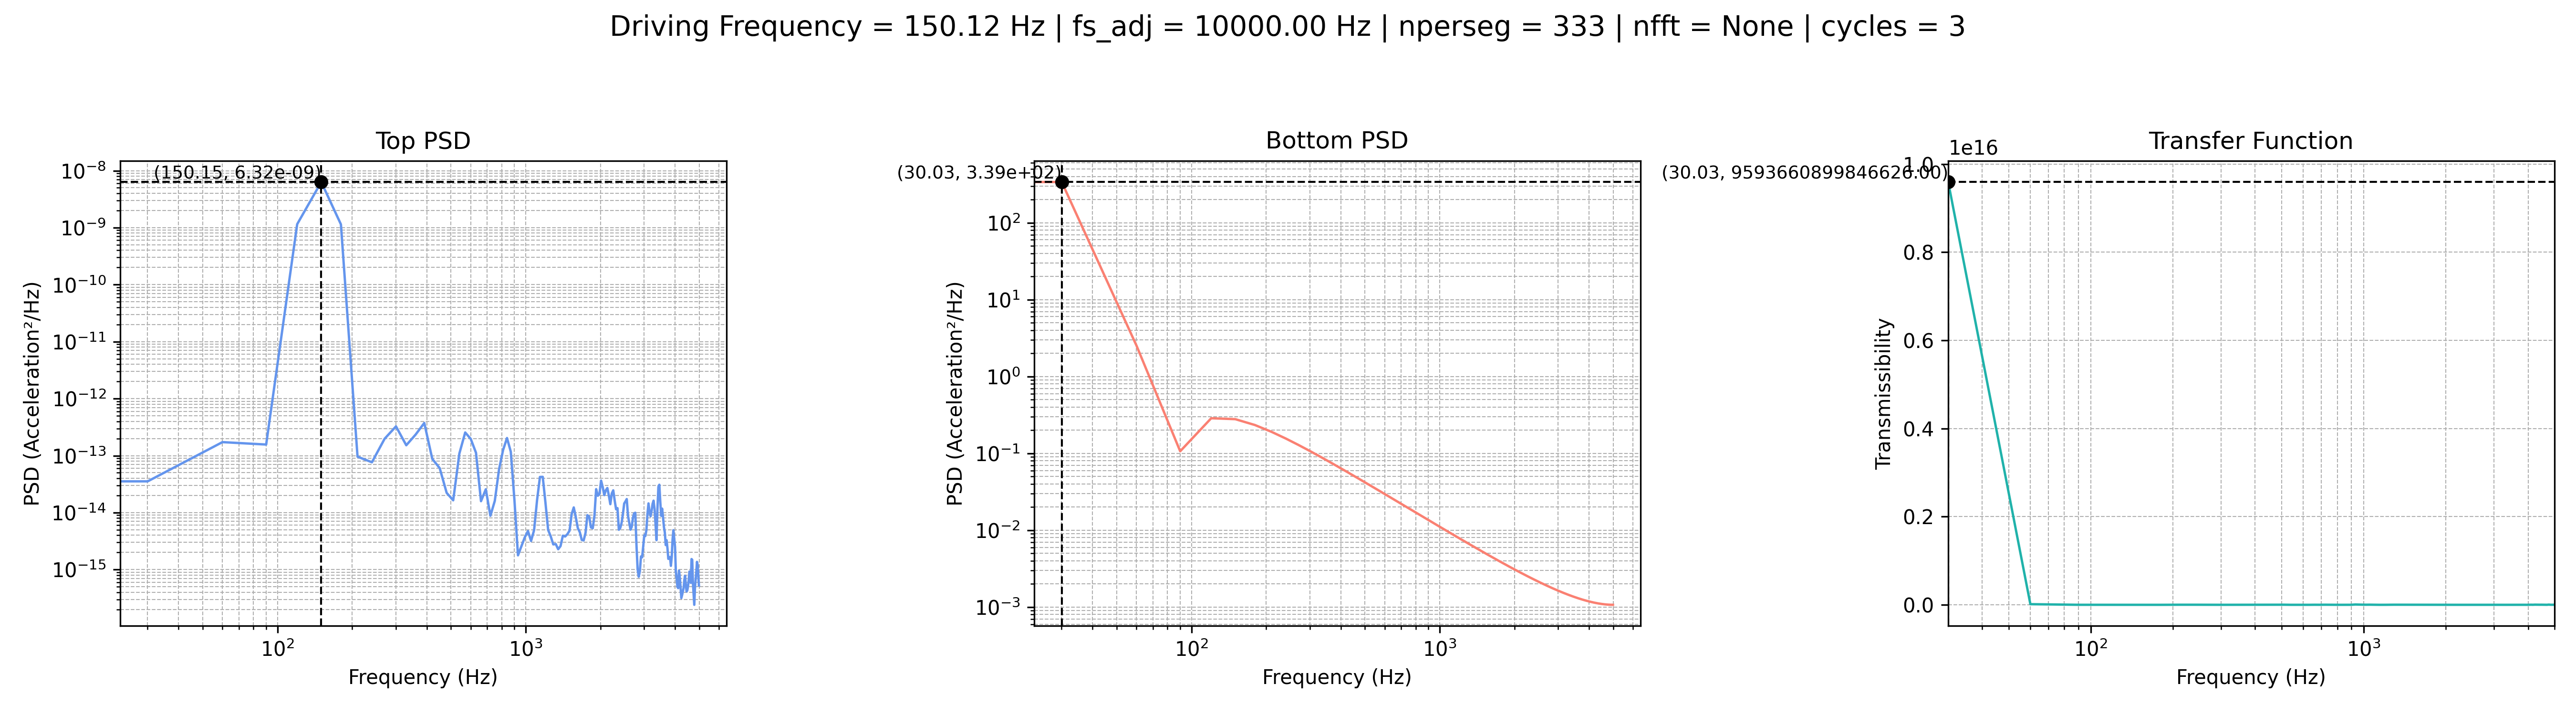 Driving Frequency = 150.12 Hz | fs_adj = 10000.00 Hz | nperseg = 333 | nfft = None | cycles = 3
Top PSD
(150.15, 6.32e-09)
10⁻⁸
10⁻⁹
10⁻¹⁰
10⁻¹¹
10⁻¹²
10⁻¹³
10⁻¹⁴
10⁻¹⁵
PSD (Acceleration²/Hz)
10²
10³
Frequency (Hz)
Bottom PSD
(30.03, 3.39e+02)
10²
10¹
10⁰
10⁻¹
10⁻²
10⁻³
PSD (Acceleration²/Hz)
10²
10³
Frequency (Hz)
Transfer Function
1e16
1.0
0.8
0.6
0.4
0.2
0.0
Transmissibility
10²
10³
Frequency (Hz)